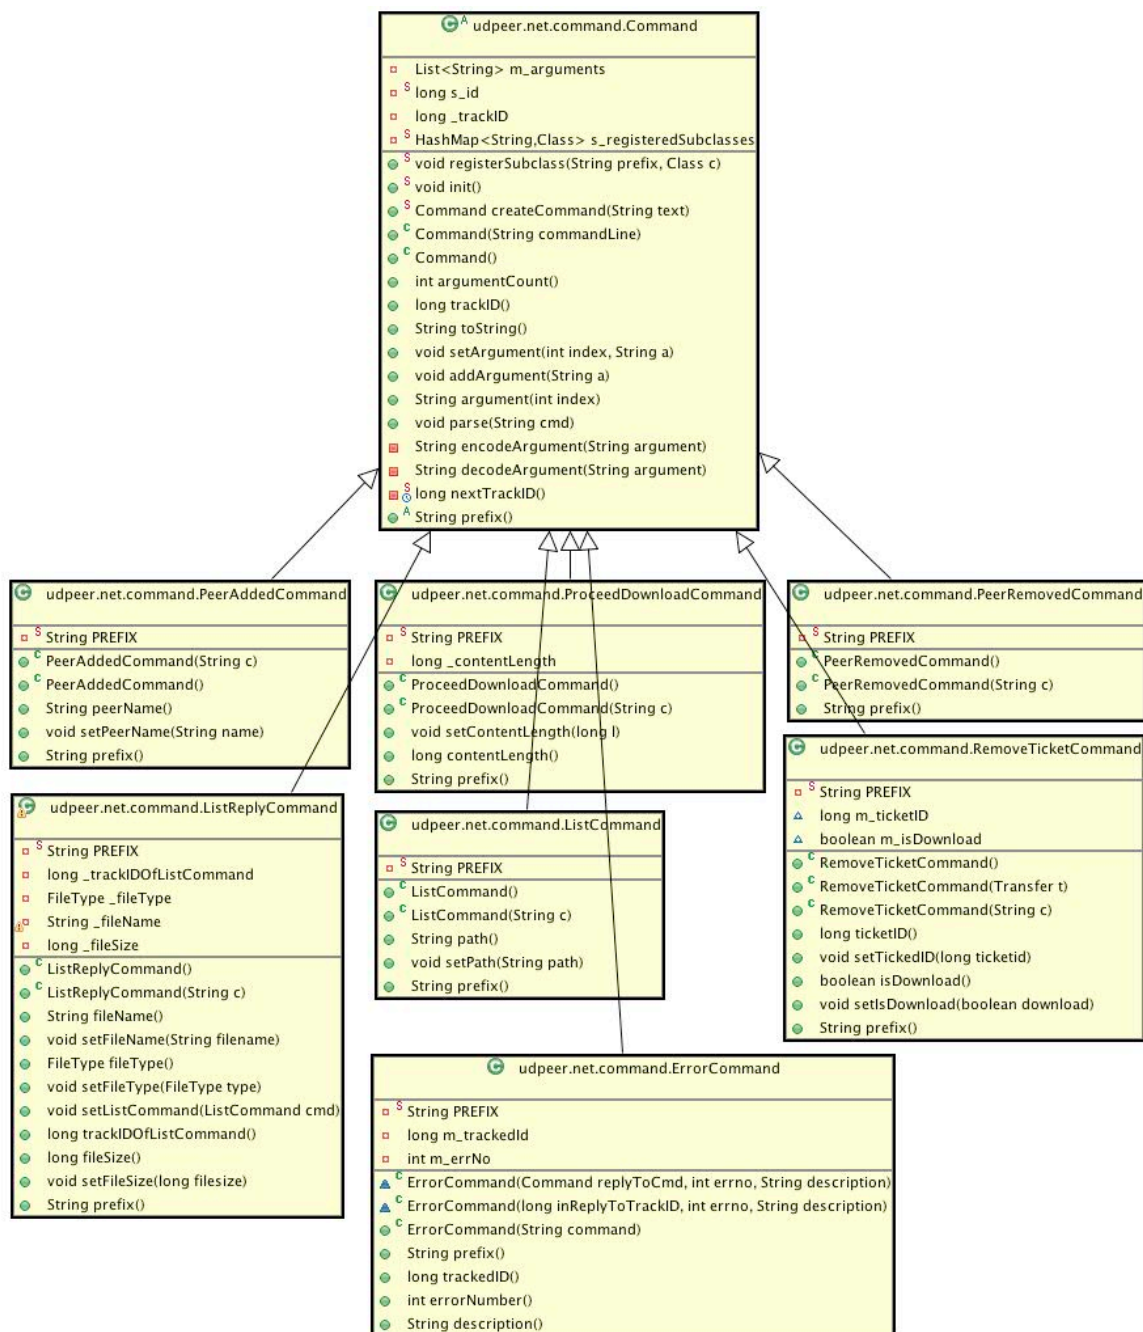 A udpeer.net.command.Command
List<String> m_arguments
S long s_id
long _trackID
S HashMap<String,Class> s_registeredSubclasses
S void registerSubclass(String prefix, Class c)
S void init()
S Command createCommand(String text)
C Command(String commandLine)
C Command()
int argumentCount()
long trackID()
String toString()
void setArgument(int index, String a)
void addArgument(String a)
String argument(int index)
void parse(String cmd)
String encodeArgument(String argument)
String decodeArgument(String argument)
S long nextTrackID()
A String prefix()
C udpeer.net.command.PeerAddedCommand
S String PREFIX
C PeerAddedCommand(String c)
C PeerAddedCommand()
String peerName()
void setPeerName(String name)
String prefix()
C udpeer.net.command.ProceedDownloadCommand
S String PREFIX
long _contentLength
C ProceedDownloadCommand()
C ProceedDownloadCommand(String c)
void setContentLength(long l)
long contentLength()
String prefix()
C udpeer.net.command.PeerRemovedCommand
S String PREFIX
C PeerRemovedCommand()
C PeerRemovedCommand(String c)
String prefix()
C udpeer.net.command.RemoveTicketCommand
S String PREFIX
long m_ticketID
boolean m_isDownload
C RemoveTicketCommand()
C RemoveTicketCommand(Transfer t)
C RemoveTicketCommand(String c)
long ticketID()
void setTickedID(long ticketid)
boolean isDownload()
void setIsDownload(boolean download)
String prefix()
C udpeer.net.command.ListReplyCommand
S String PREFIX
long _trackIDOfListCommand
FileType _fileType
String _fileName
long _fileSize
C ListReplyCommand()
C ListReplyCommand(String c)
String fileName()
void setFileName(String filename)
FileType fileType()
void setFileType(FileType type)
void setListCommand(ListCommand cmd)
long trackIDOfListCommand()
long fileSize()
void setFileSize(long filesize)
String prefix()
C udpeer.net.command.ListCommand
S String PREFIX
C ListCommand()
C ListCommand(String c)
String path()
void setPath(String path)
String prefix()
C udpeer.net.command.ErrorCommand
S String PREFIX
long m_trackedId
int m_errNo
C ErrorCommand(Command replyToCmd, int errno, String description)
C ErrorCommand(long inReplyToTrackID, int errno, String description)
C ErrorCommand(String command)
String prefix()
long trackedID()
int errorNumber()
String description()